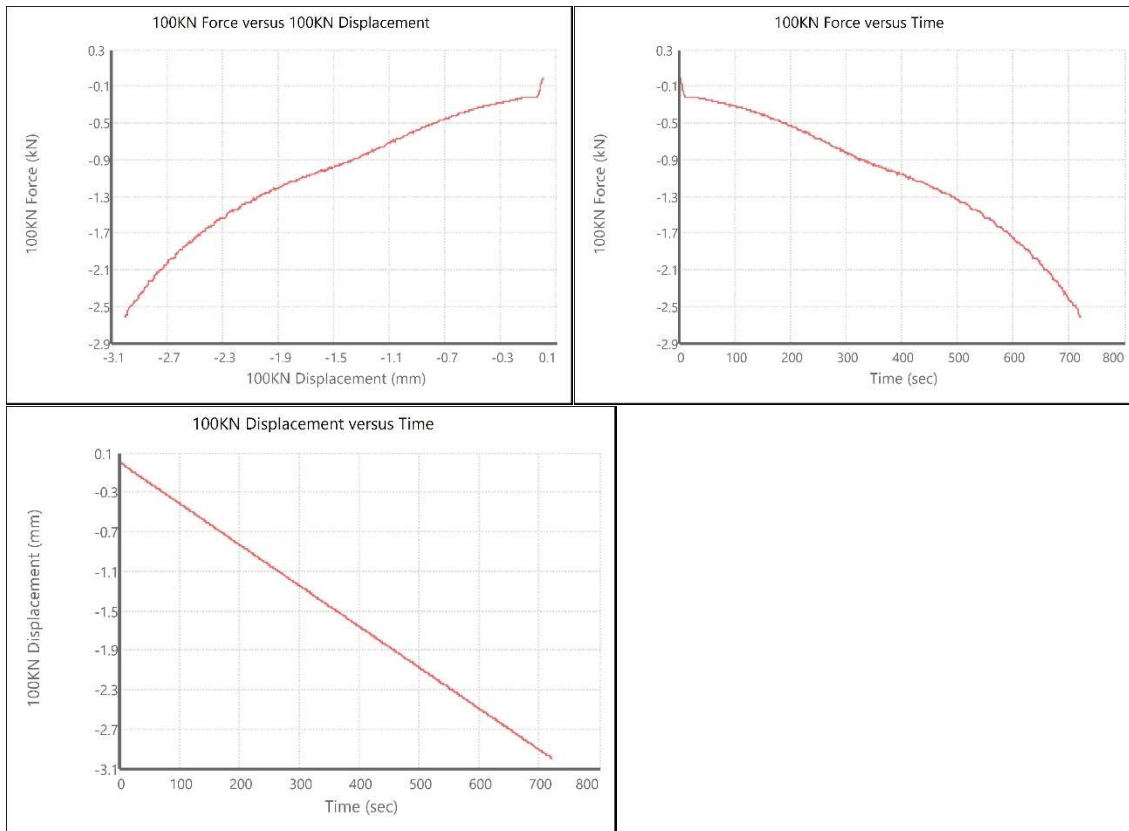 100KN Force versus 100KN Displacement
100KN Force (kN)
0.3
-0.1
-0.5
-0.9
-1.3
-1.7
-2.1
-2.5
-2.9
-3.1 -2.7 -2.3 -1.9 -1.5 -1.1 -0.7 -0.3 0.1
100KN Displacement (mm)
100KN Force versus Time
100KN Force (kN)
0.3
-0.1
-0.5
-0.9
-1.3
-1.7
-2.1
-2.5
-2.9
0 100 200 300 400 500 600 700 800
Time (sec)
100KN Displacement versus Time
100KN Displacement (mm)
0.1
-0.3
-0.7
-1.1
-1.5
-1.9
-2.3
-2.7
-3.1
0 100 200 300 400 500 600 700 800
Time (sec)